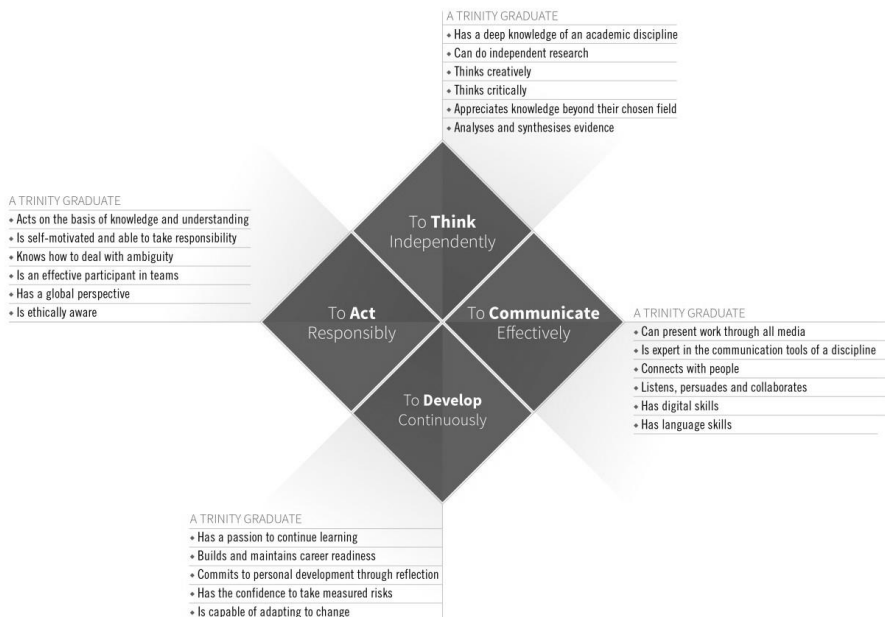 A TRINITY GRADUATE
◆ Has a deep knowledge of an academic discipline
◆ Can do independent research
◆ Thinks creatively
◆ Thinks critically
◆ Appreciates knowledge beyond their chosen field
◆ Analyses and synthesises evidence
A TRINITY GRADUATE
◆ Acts on the basis of knowledge and understanding
◆ Is self-motivated and able to take responsibility
◆ Knows how to deal with ambiguity
◆ Is an effective participant in teams
◆ Has a global perspective
◆ Is ethically aware
To Think
Independently
To Act
Responsibly
To Communicate
Effectively
To Develop
Continuously
A TRINITY GRADUATE
◆ Can present work through all media
◆ Is expert in the communication tools of a discipline
◆ Connects with people
◆ Listens, persuades and collaborates
◆ Has digital skills
◆ Has language skills
A TRINITY GRADUATE
◆ Has a passion to continue learning
◆ Builds and maintains career readiness
◆ Commits to personal development through reflection
◆ Has the confidence to take measured risks
◆ Is capable of adapting to change